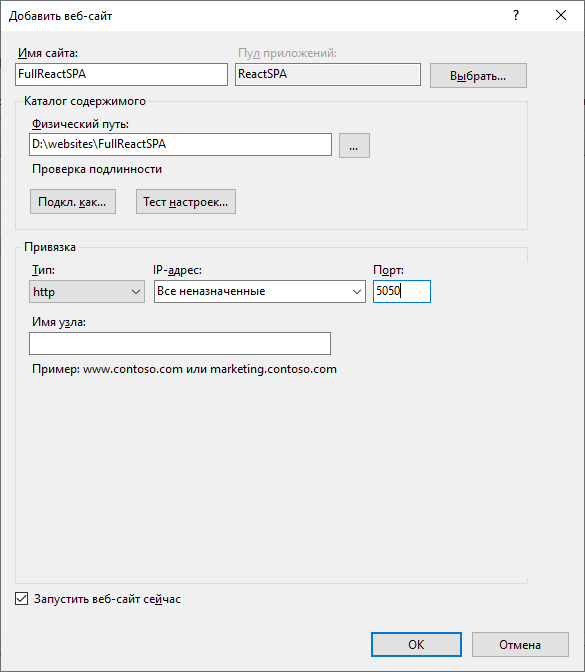 Добавить веб-сайт ? ×
Имя сайта: Пул приложений:
FullReactSPA ReactSPA Выбрать...
Каталог содержимого
Физический путь:
D:\websites\FullReactSPA ...
Проверка подлинности
Подкл. как... Тест настроек...
Привязка
Тип: IP-адрес: Порт:
http Все неназначенные 5050
Имя узла:
Пример: www.contoso.com или marketing.contoso.com
Запустить веб-сайт сейчас
ОК Отмена